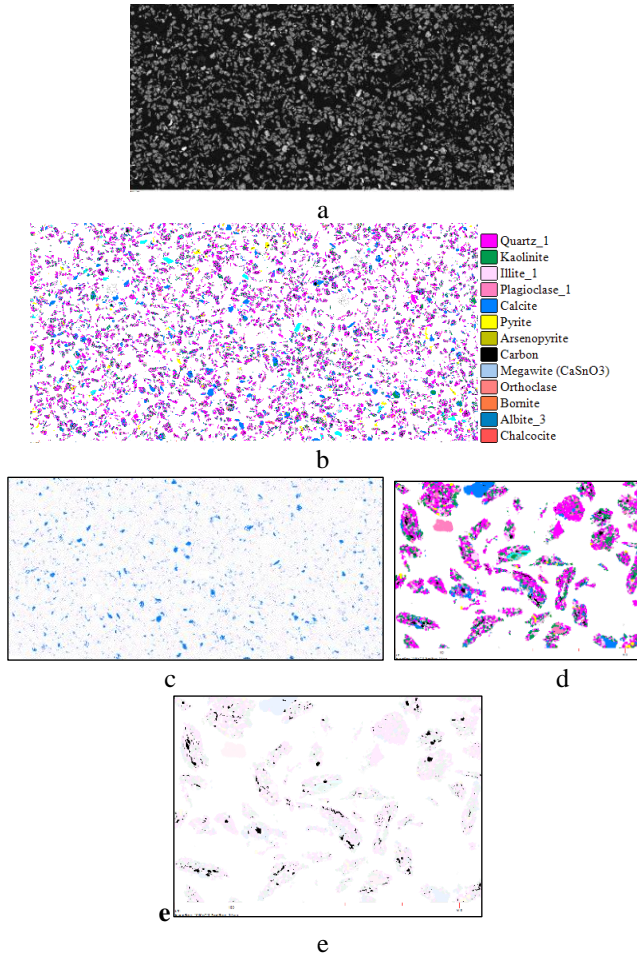 a
Quartz_1
Kaolinite
Illite_1
Plagioclase_1
Calcite
Pyrite
Arsenopyrite
Carbon
Megawite (CaSnO3)
Orthoclase
Bornite
Albite_3
Chalcocite
b
c
d
e
e